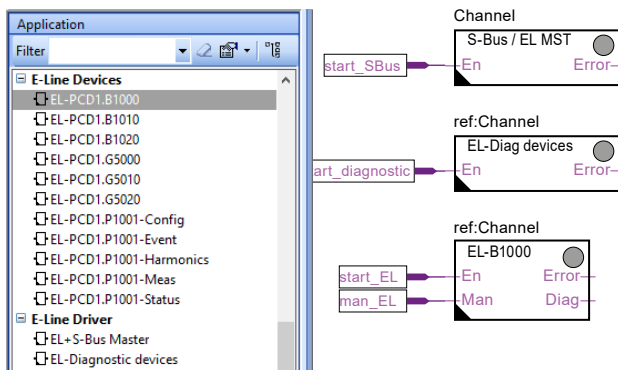 Application
Filter
E-Line Devices
EL-PCD1.B1000
EL-PCD1.B1010
EL-PCD1.B1020
EL-PCD1.G5000
EL-PCD1.G5010
EL-PCD1.G5020
EL-PCD1.P1001-Config
EL-PCD1.P1001-Event
EL-PCD1.P1001-Harmonics
EL-PCD1.P1001-Meas
EL-PCD1.P1001-Status
E-Line Driver
EL+S-Bus Master
EL-Diagnostic devices
Channel
S-Bus / EL MST
start_SBus
En
Error
ref:Channel
EL-Diag devices
art_diagnostic
En
Error
ref:Channel
EL-B1000
start_EL
En
Error
man_EL
Man
Diag